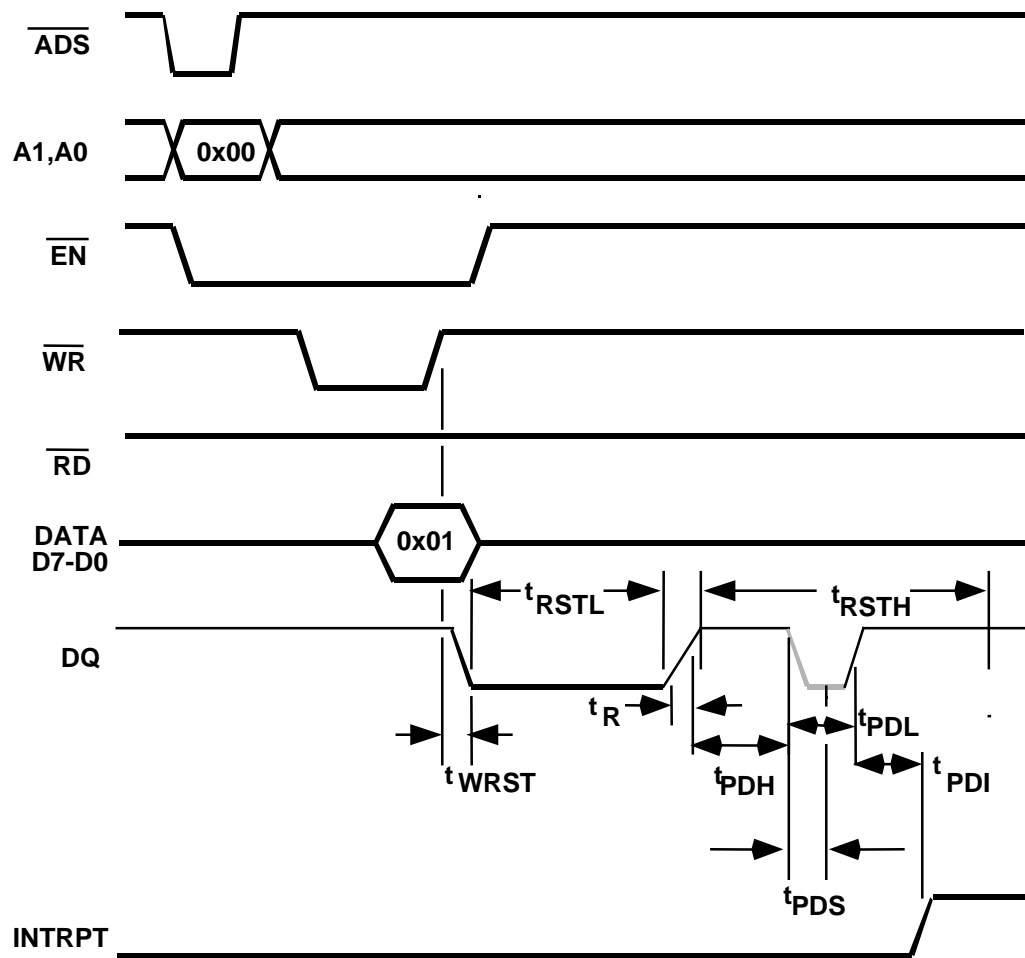 ADS
A1,A0
0x00
EN
WR
RD
DATA
D7-D0
0x01
tRSTL
tRSTH
DQ
tR
tPDL
tWRST
tPDH
tPDI
tPDS
INTRPT